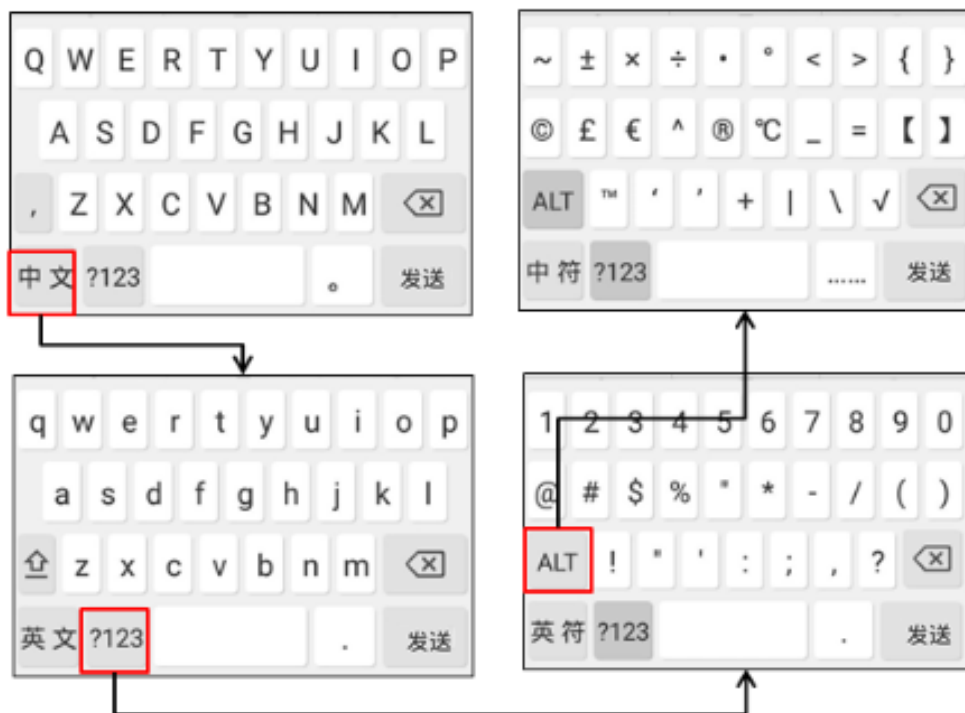 Q W E R T Y U I O P
A S D F G H J K L
, Z X C V B N M
中 文 ?123 。 发送
~ ± × ÷ · ° < > { }
© £ € ^ ® ℃ _ = 【 】
ALT ™ ‘ ’ + | \ √
中 符 ?123 …… 发送
q w e r t y u i o p
a s d f g h j k l
z x c v b n m
英 文 ?123 . 发送
1 2 3 4 5 6 7 8 9 0
@ # $ % " * - / ( )
ALT ! " ' : ; , ?
英 符 ?123 . 发送